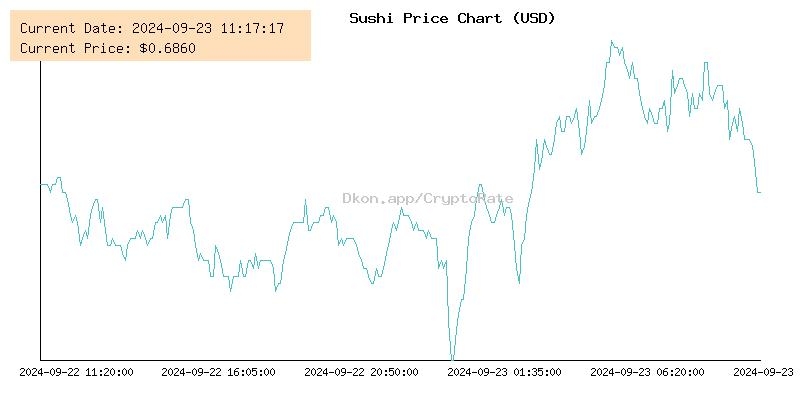 Sushi Price Chart (USD)
Current Date: 2024-09-23 11:17:17
Current Price: $0.6860
Dkon.app/CryptoRate
2024-09-22 11:20:00 2024-09-22 16:05:00 2024-09-22 20:50:00 2024-09-23 01:35:00 2024-09-23 06:20:00 2024-09-23